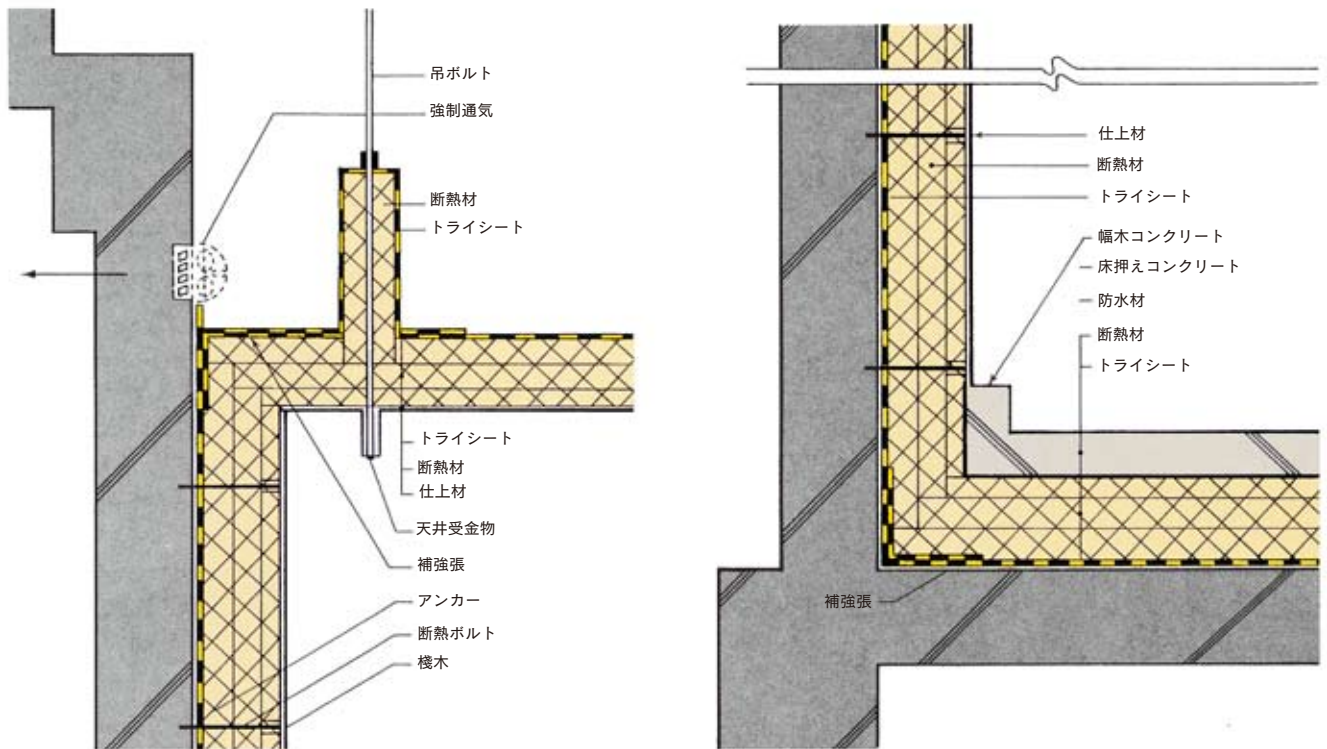 吊ボルト
強制通気
断熱材
トライシート
トライシート
断熱材
仕上材
天井受金物
補強張
アンカー
断熱ボルト
棧木
仕上材
断熱材
トライシート
幅木コンクリート
床押えコンクリート
防水材
断熱材
トライシート
補強張